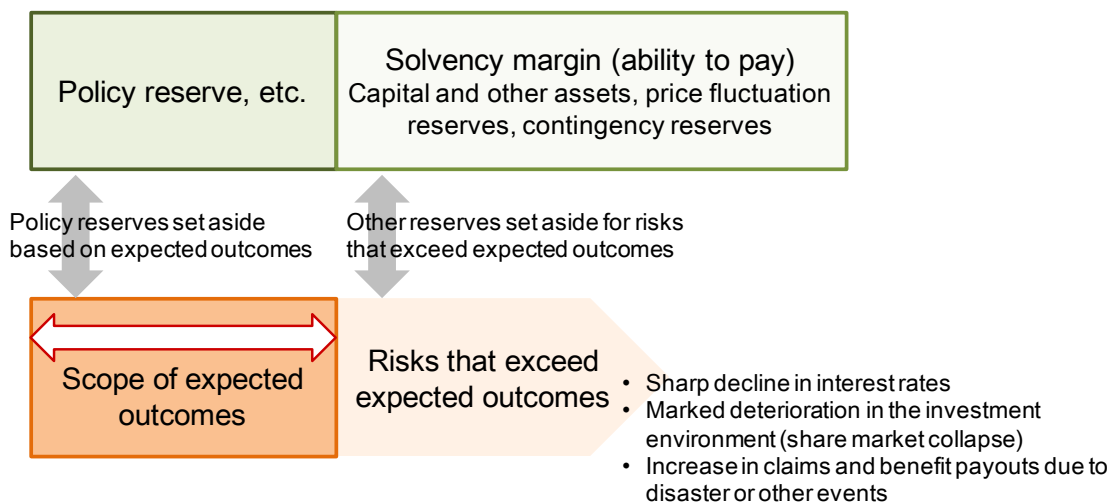 Policy reserve, etc.
Solvency margin (ability to pay)
Capital and other assets, price fluctuation
reserves, contingency reserves
Policy reserves set aside
based on expected outcomes
Other reserves set aside for risks
that exceed expected outcomes
Scope of expected
outcomes
Risks that exceed
expected outcomes
• Sharp decline in interest rates
• Marked deterioration in the investment
environment (share market collapse)
• Increase in claims and benefit payouts due to
disaster or other events